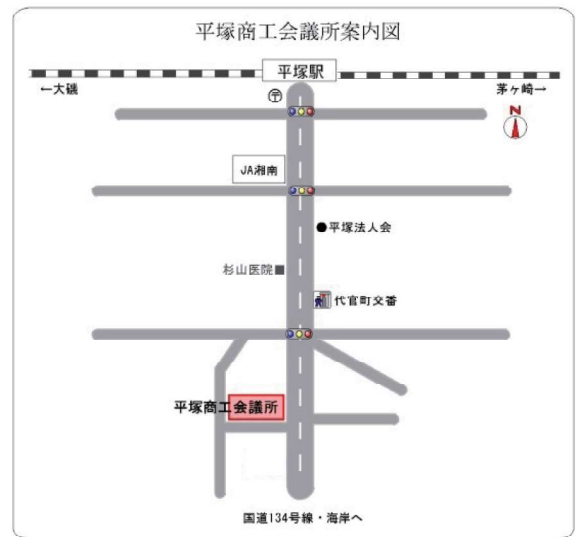 平塚商工会議所案内図
平塚駅
←大磯
茅ヶ崎→
〒
N
JA湘南
●平塚法人会
杉山医院■
代官町交番
平塚商工会議所
国道134号線・海岸へ